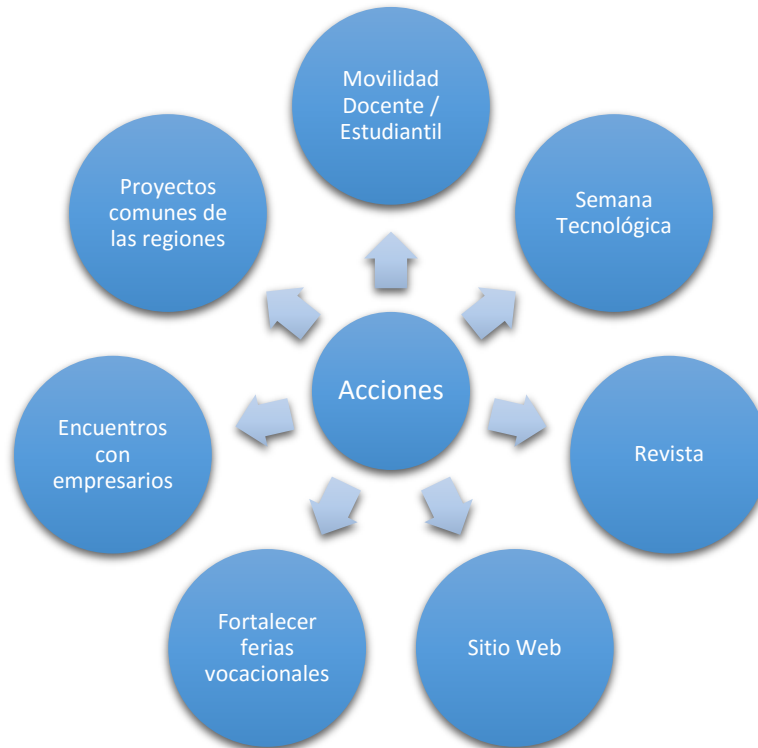 Movilidad
Docente /
Estudiantil
Semana
Tecnológica
Revista
Sitio Web
Fortalecer
ferias
vocacionales
Encuentros
con
empresarios
Proyectos
comunes de
las regiones
Acciones